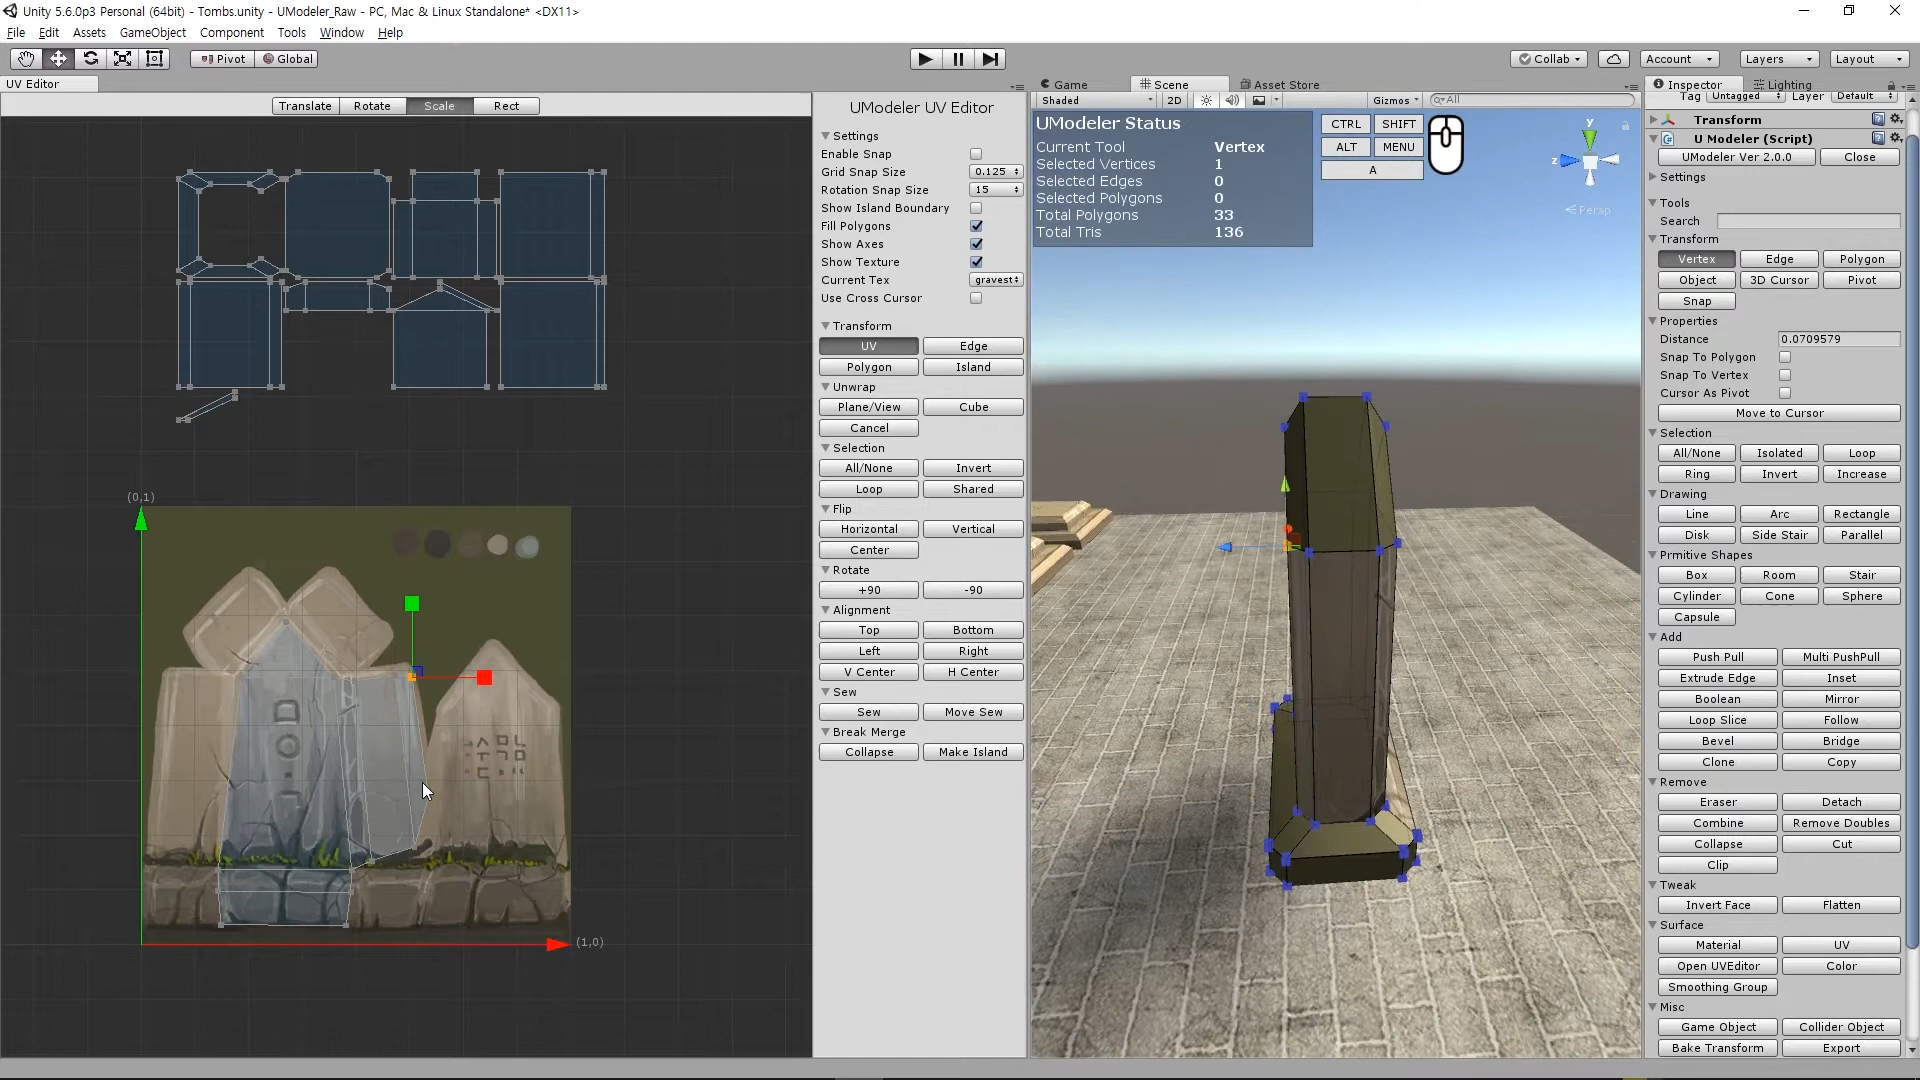 Unity 5.6.0p3 Personal (64bit) - Tombs.unity - UModeler_Raw - PC, Mac & Linux Standalone* <DX11>
File Edit Assets GameObject Component Tools Window Help
Pivot Global Collab Account Layers Layout
UV Editor
Translate Rotate Scale Rect
(0,1)
(1,0)
UModeler UV Editor
Settings
Enable Snap
Grid Snap Size 0.125
Rotation Snap Size 15
Show Island Boundary
Fill Polygons
Show Axes
Show Texture
Current Tex gravest
Use Cross Cursor
Transform
UV Edge
Polygon Island
Unwrap
Plane/View Cube
Cancel
Selection
All/None Invert
Loop Shared
Flip
Horizontal Vertical
Center
Rotate
+90 -90
Alignment
Top Bottom
Left Right
V Center H Center
Sew
Sew Move Sew
Break Merge
Collapse Make Island
Game Scene Asset Store
Shaded 2D Gizmos All
UModeler Status
Current Tool Vertex
Selected Vertices 1
Selected Edges 0
Selected Polygons 0
Total Polygons 33
Total Tris 136
CTRL SHIFT
ALT MENU
A
y
z
Persp
Inspector Lighting
Tag Untagged Layer Default
Transform
U Modeler (Script)
UModeler Ver 2.0.0 Close
Settings
Tools
Search
Transform
Vertex Edge Polygon
Object 3D Cursor Pivot
Snap
Properties
Distance 0.0709579
Snap To Polygon
Snap To Vertex
Cursor As Pivot
Move to Cursor
Selection
All/None Isolated Loop
Ring Invert Increase
Drawing
Line Arc Rectangle
Disk Side Stair Parallel
Prmitive Shapes
Box Room Stair
Cylinder Cone Sphere
Capsule
Add
Push Pull Multi PushPull
Extrude Edge Inset
Boolean Mirror
Loop Slice Follow
Bevel Bridge
Clone Copy
Remove
Eraser Detach
Combine Remove Doubles
Collapse Cut
Clip
Tweak
Invert Face Flatten
Surface
Material UV
Open UVEditor Color
Smoothing Group
Misc
Game Object Collider Object
Bake Transform Export